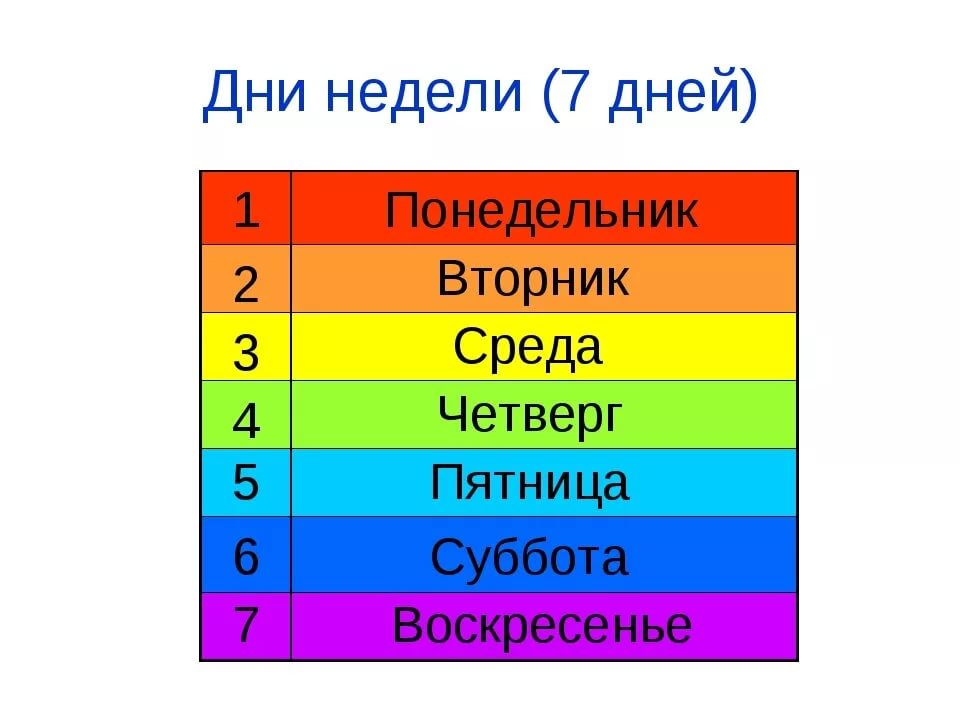 Дни недели (7 дней)
1 Понедельник
2 Вторник
3 Среда
4 Четверг
5 Пятница
6 Суббота
7 Воскресенье